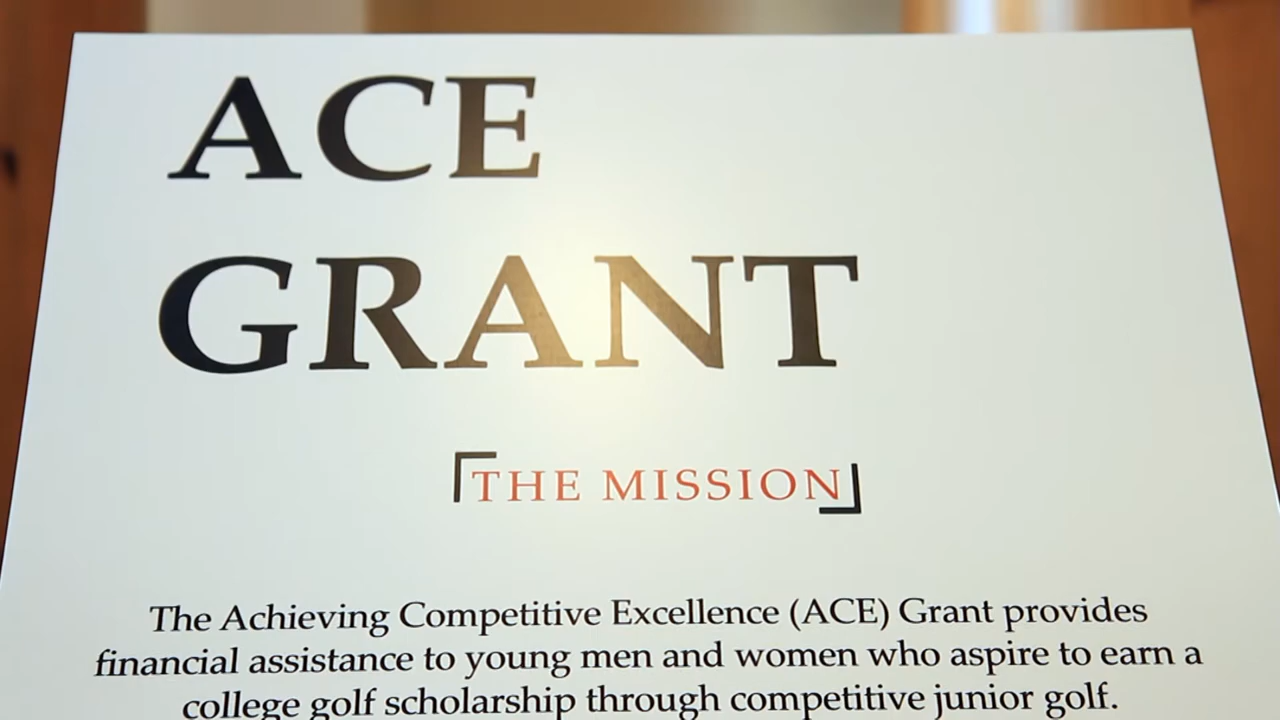 ACE
GRANT
THE MISSION
The Achieving Competitive Excellence (ACE) Grant provides
financial assistance to young men and women who aspire to earn a
college golf scholarship through competitive junior golf.